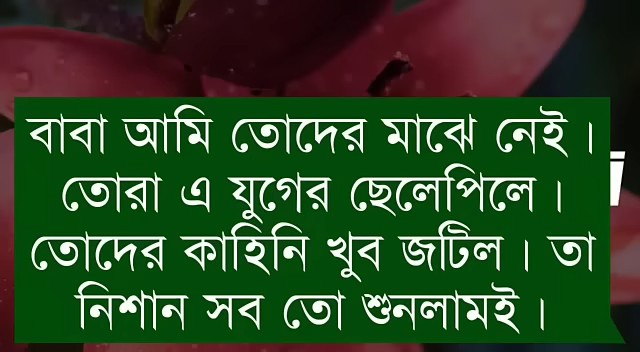 বাবা আমি তোদের মাঝে নেই।
তোরা এ যুগের ছেলেপিলে।
তোদের কাহিনি খুব জটিল। তা
নিশান সব তো শুনলামই।